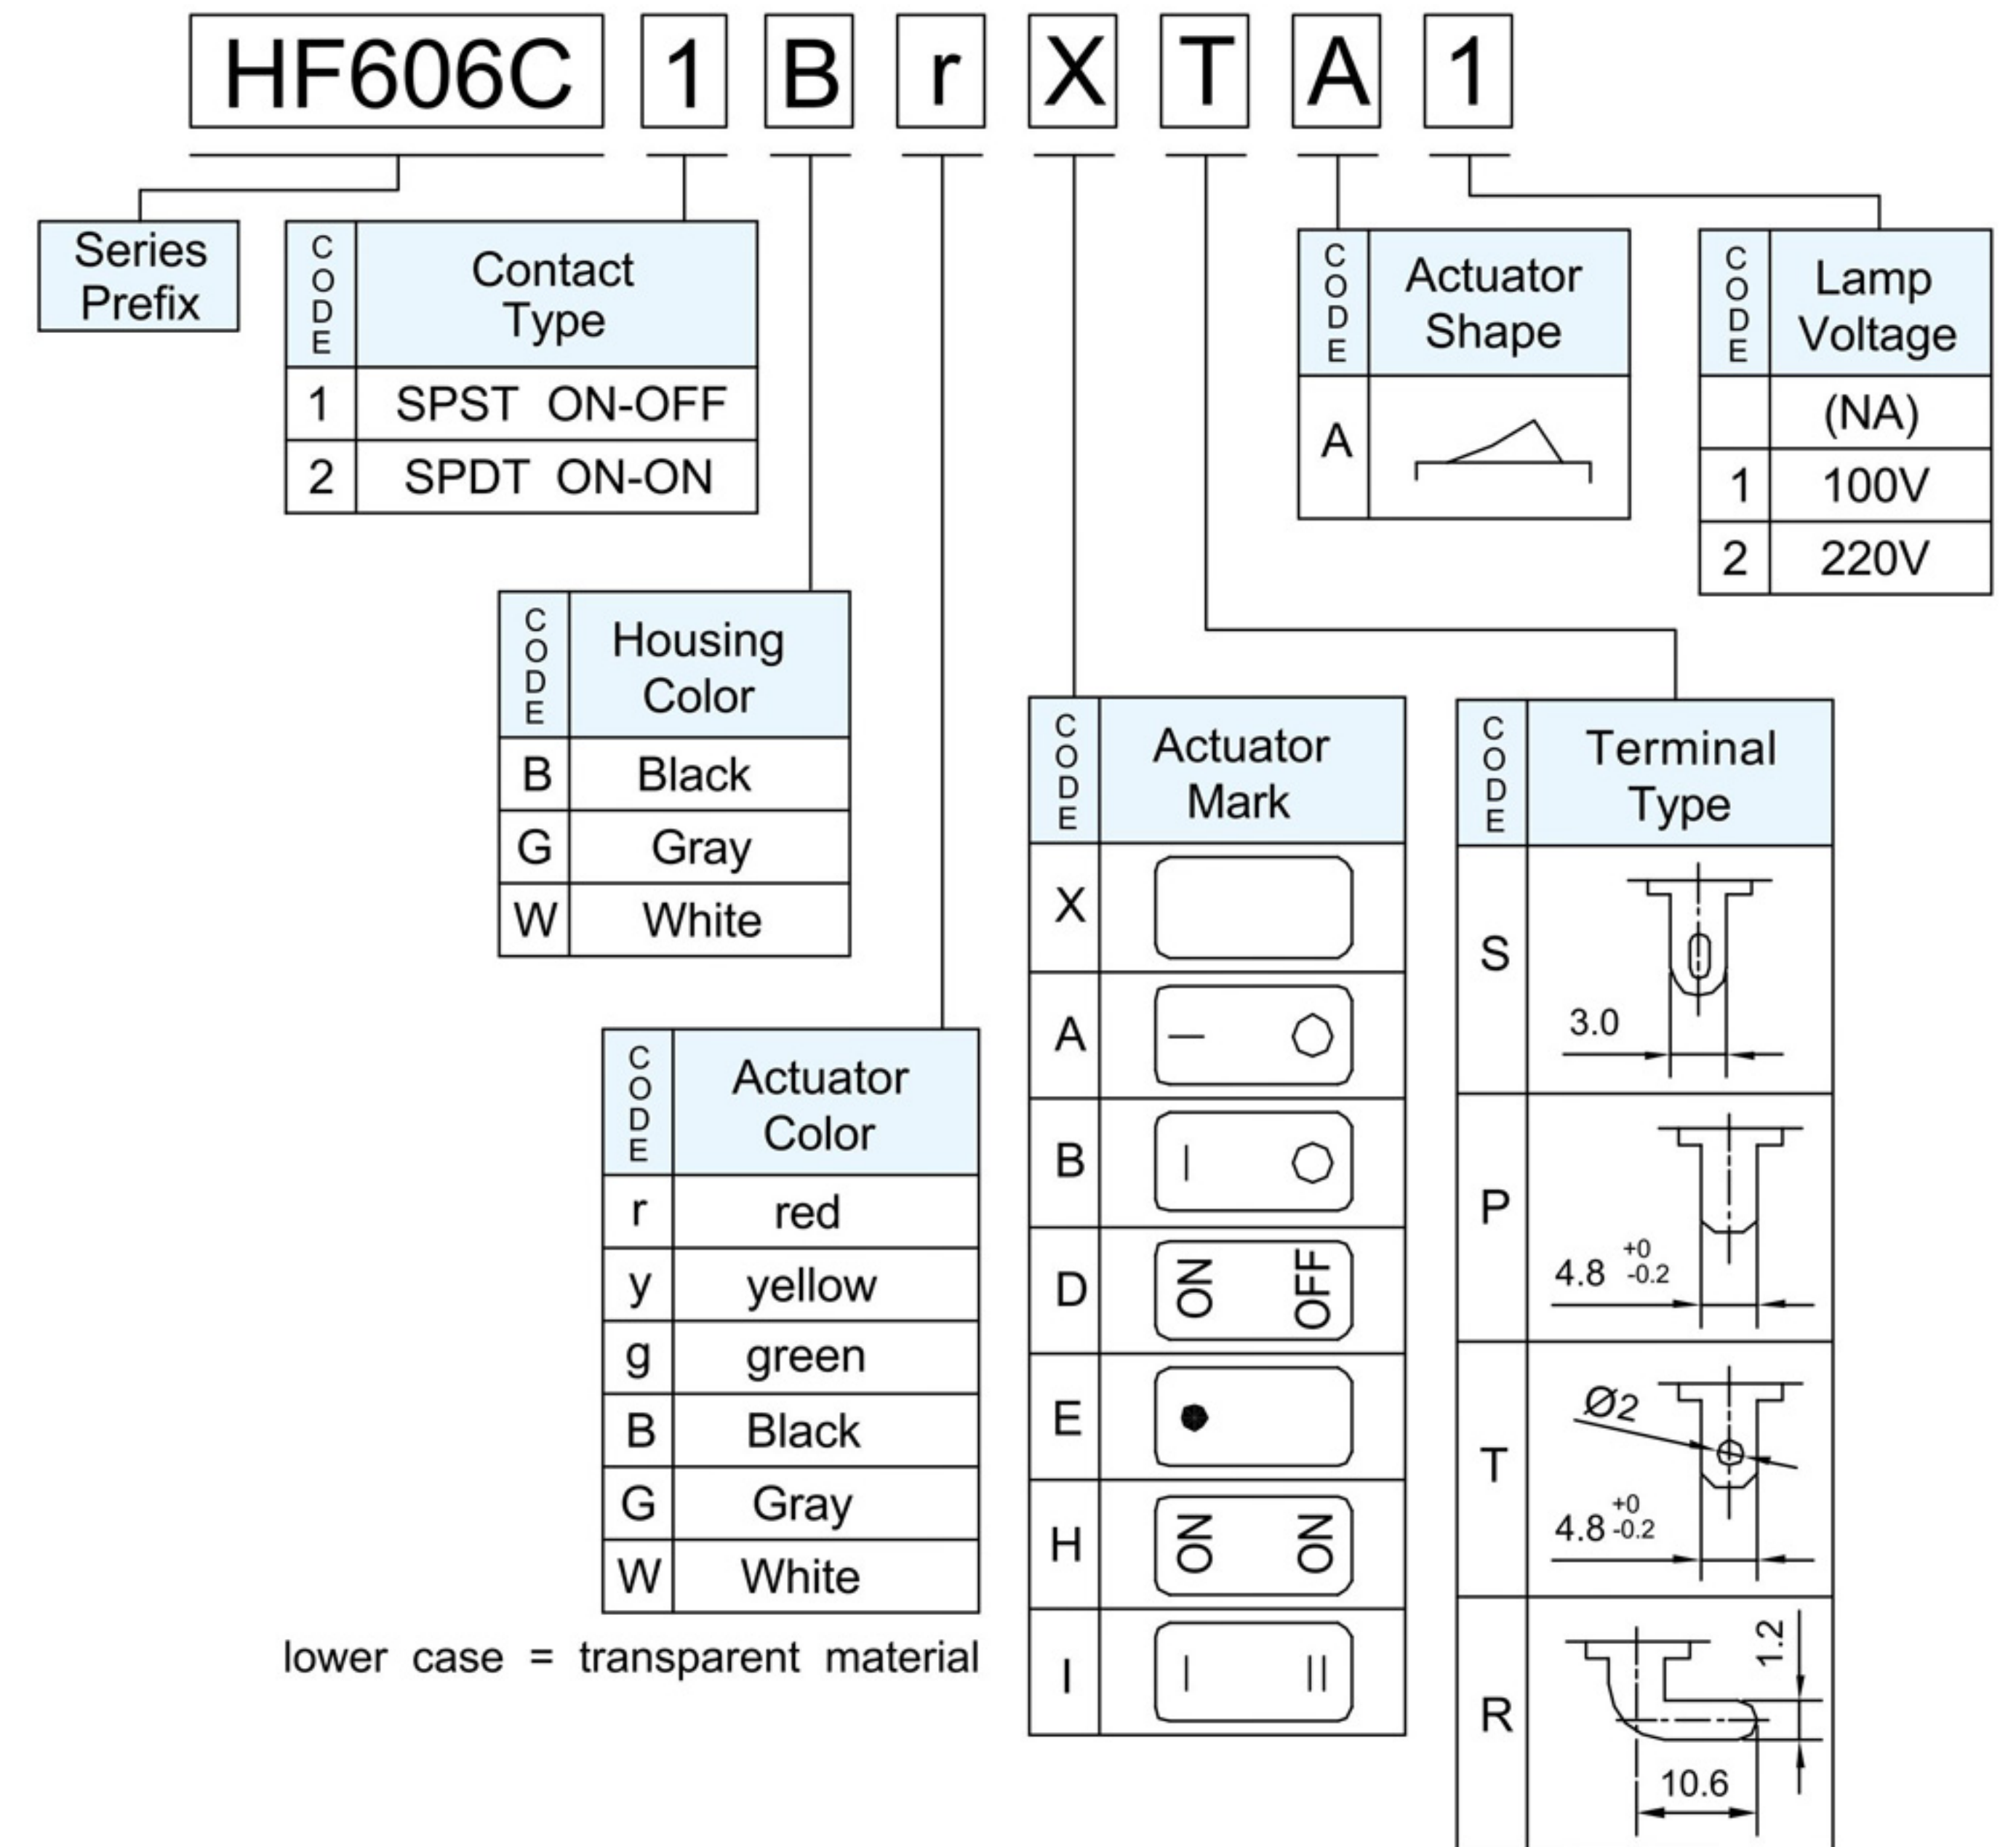 HF606C 1 B r X T A 1
Series
Prefix
CODE Contact
Type
1 SPST ON-OFF
2 SPDT ON-ON
CODE Actuator
Shape
A
CODE Lamp
Voltage
(NA)
1 100V
2 220V
CODE Housing
Color
B Black
G Gray
W White
CODE Actuator
Color
r red
y yellow
g green
B Black
G Gray
W White
lower case = transparent material
CODE Actuator
Mark
X
A | ○
B | ○
D ON OFF
E
H ON ON
I | ||
CODE Terminal
Type
S
3.0
P
4.8 +0 -0.2
T
Ø2
4.8 +0 -0.2
R
1.2
10.6